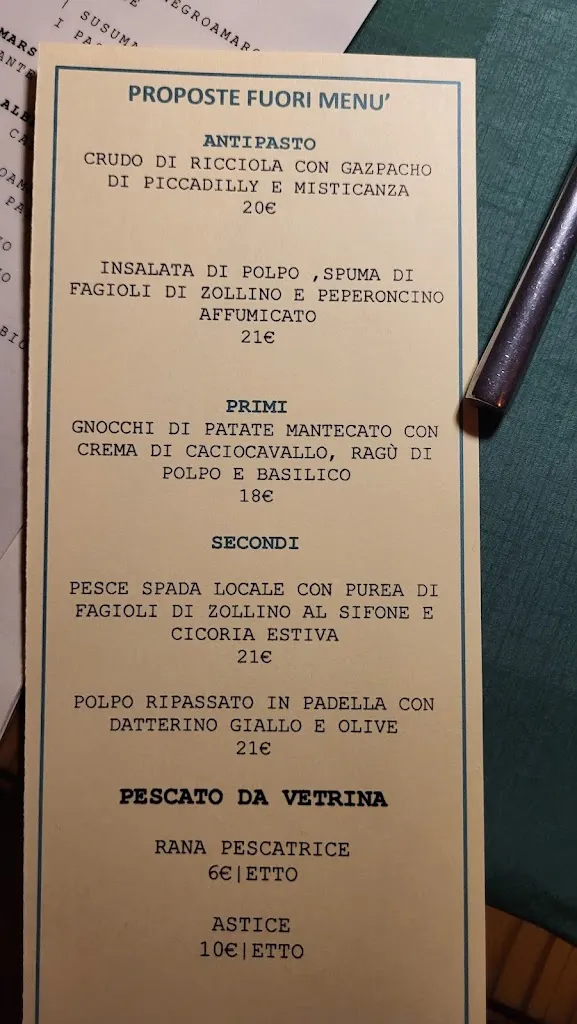 NEGROAMARO
SUSUMA
PROPOSTE FUORI MENU'
ANTIPASTO
CRUDO DI RICCIOLA CON GAZPACHO
DI PICCADILLY E MISTICANZA
20€
INSALATA DI POLPO ,SPUMA DI
FAGIOLI DI ZOLLINO E PEPERONCINO
AFFUMICATO
21€
PRIMI
GNOCCHI DI PATATE MANTECATO CON
CREMA DI CACIOCAVALLO, RAGÙ DI
POLPO E BASILICO
18€
SECONDI
PESCE SPADA LOCALE CON PUREA DI
FAGIOLI DI ZOLLINO AL SIFONE E
CICORIA ESTIVA
21€
POLPO RIPASSATO IN PADELLA CON
DATTERINO GIALLO E OLIVE
21€
PESCATO DA VETRINA
RANA PESCATRICE
6€|ETTO
ASTICE
10€|ETTO